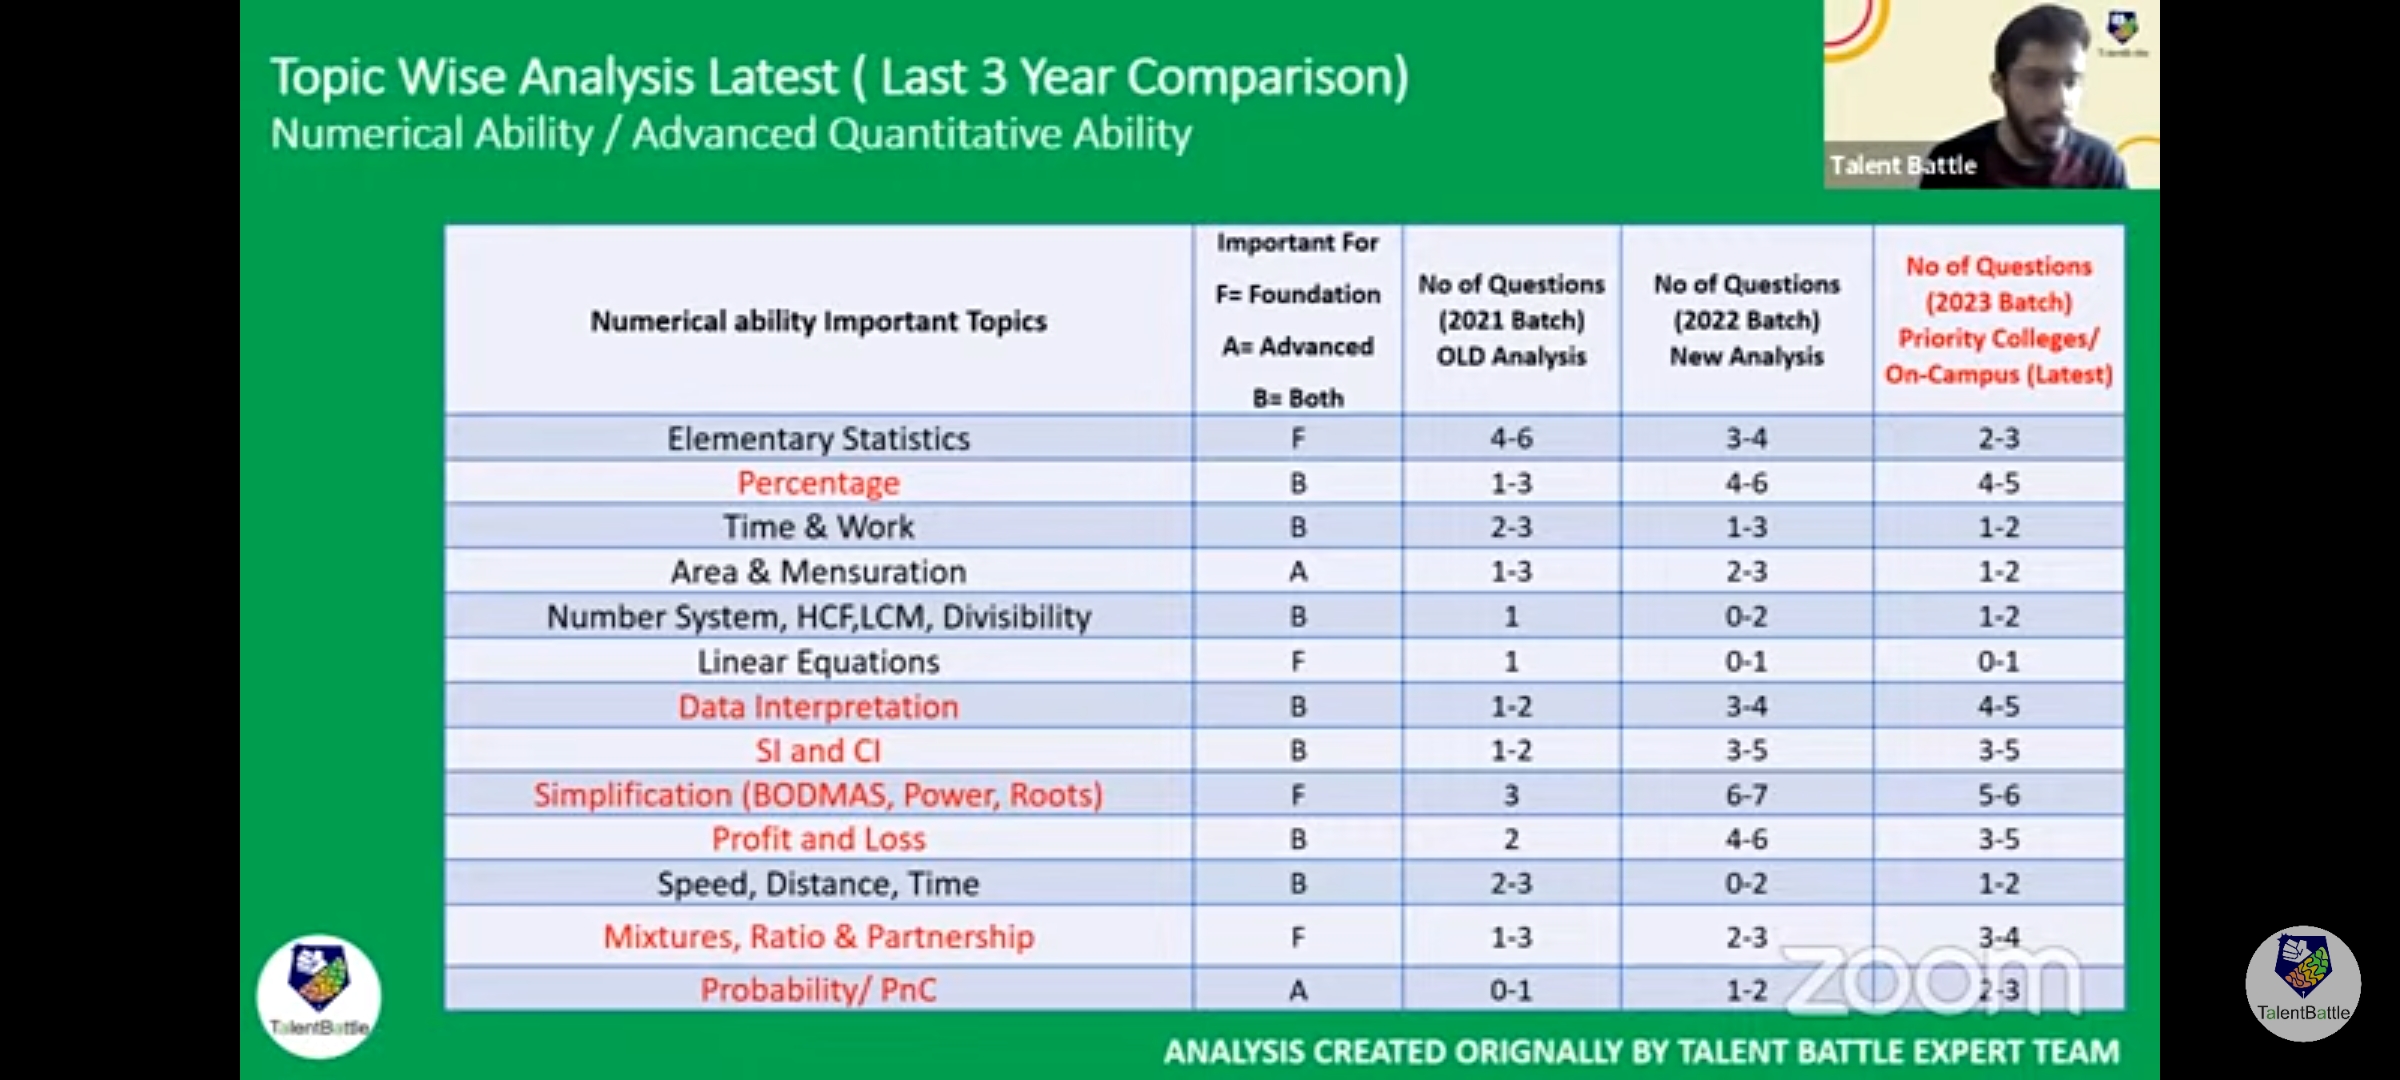 Topic Wise Analysis Latest ( Last 3 Year Comparison)
Numerical Ability / Advanced Quantitative Ability
Talent Battle
Numerical ability Important Topics
Important For
F= Foundation
A= Advanced
B= Both
No of Questions
(2021 Batch)
OLD Analysis
No of Questions
(2022 Batch)
New Analysis
No of Questions
(2023 Batch)
Priority Colleges/
On-Campus (Latest)
Elementary Statistics F 4-6 3-4 2-3
Percentage B 1-3 4-6 4-5
Time & Work B 2-3 1-3 1-2
Area & Mensuration A 1-3 2-3 1-2
Number System, HCF,LCM, Divisibility B 1 0-2 1-2
Linear Equations F 1 0-1 0-1
Data Interpretation B 1-2 3-4 4-5
SI and CI B 1-2 3-5 3-5
Simplification (BODMAS, Power, Roots) F 3 6-7 5-6
Profit and Loss B 2 4-6 3-5
Speed, Distance, Time B 2-3 0-2 1-2
Mixtures, Ratio & Partnership F 1-3 2-3 3-4
Probability/ PnC A 0-1 1-2 2-3
zoom
TalentBattle
TalentBattle
ANALYSIS CREATED ORIGNALLY BY TALENT BATTLE EXPERT TEAM